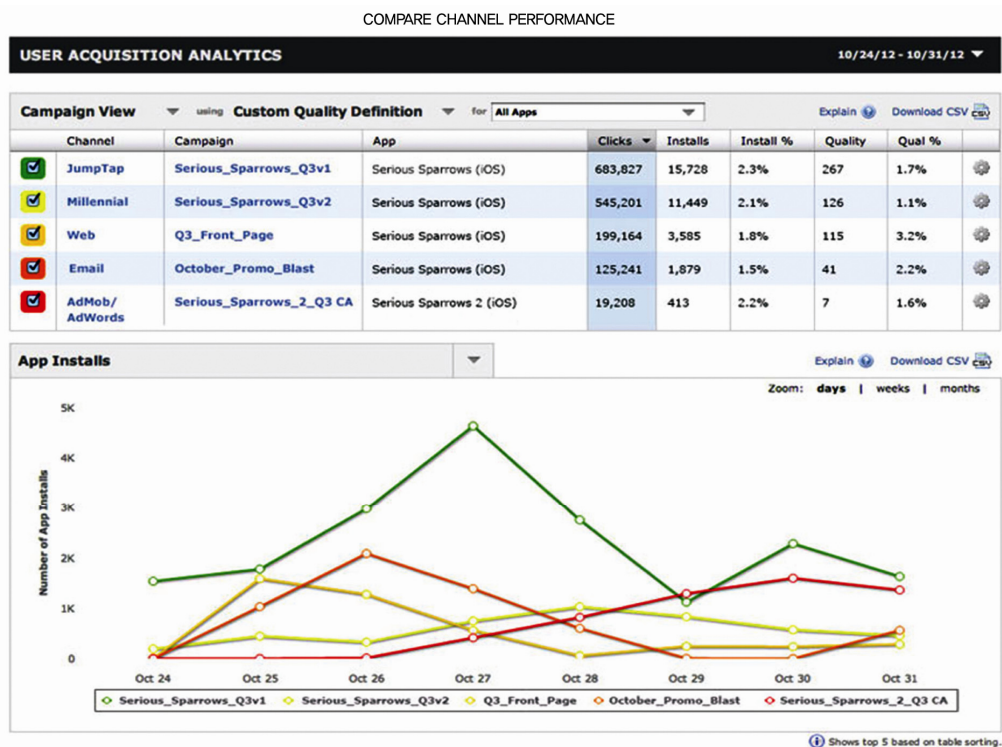 COMPARE CHANNEL PERFORMANCE
USER ACQUISITION ANALYTICS 10/24/12 - 10/31/12
Campaign View using Custom Quality Definition for All Apps Explain Download CSV CSV
Channel Campaign App Clicks Installs Install % Quality Qual %
JumpTap Serious_Sparrows_Q3v1 Serious Sparrows (iOS) 683,827 15,728 2.3% 267 1.7%
Millennial Serious_Sparrows_Q3v2 Serious Sparrows (iOS) 545,201 11,449 2.1% 126 1.1%
Web Q3_Front_Page Serious Sparrows (iOS) 199,164 3,585 1.8% 115 3.2%
Email October_Promo_Blast Serious Sparrows (iOS) 125,241 1,879 1.5% 41 2.2%
AdMob/ Serious_Sparrows_2_Q3 CA Serious Sparrows 2 (iOS) 19,208 413 2.2% 7 1.6%
AdWords
App Installs Explain Download CSV CSV
Zoom: days | weeks | months
5K
4K
3K
2K
1K
0
Number of App Installs
Oct 24 Oct 25 Oct 26 Oct 27 Oct 28 Oct 29 Oct 30 Oct 31
Serious_Sparrows_Q3v1 Serious_Sparrows_Q3v2 Q3_Front_Page October_Promo_Blast Serious_Sparrows_2_Q3 CA
Shows top 5 based on table sorting.